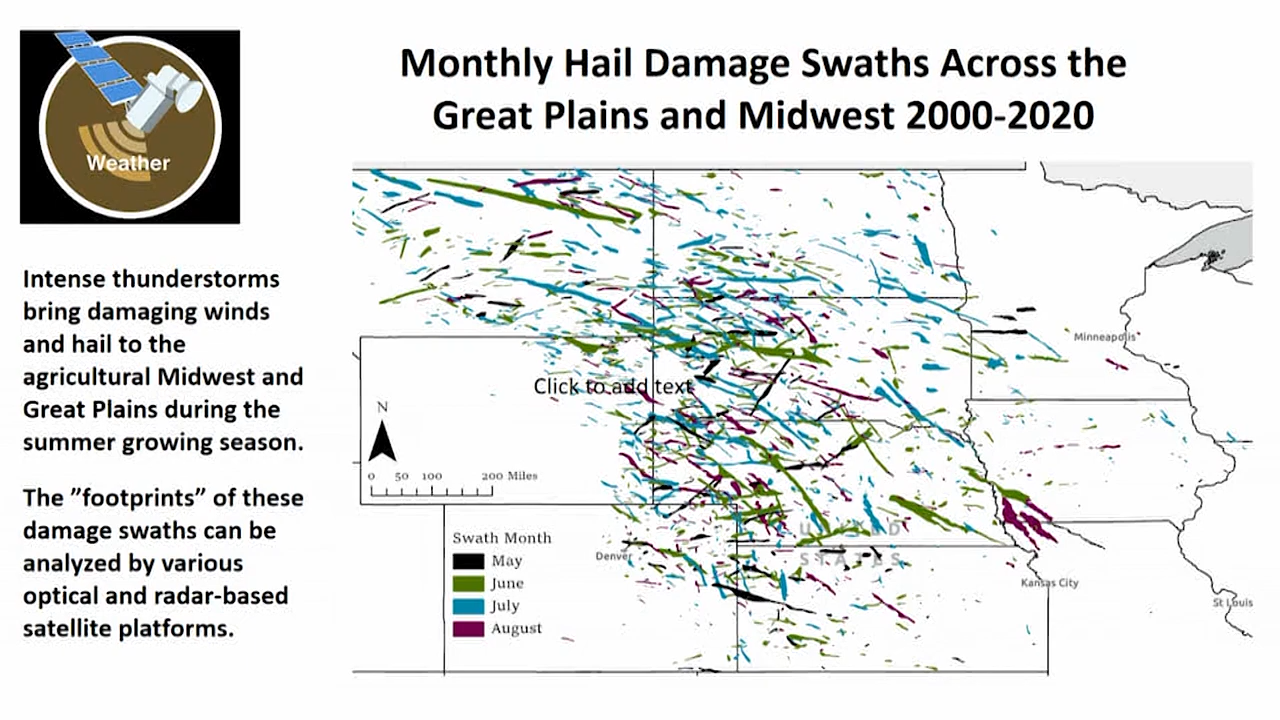 Monthly Hail Damage Swaths Across the
Great Plains and Midwest 2000-2020
Weather
Intense thunderstorms
bring damaging winds
and hail to the
agricultural Midwest and
Great Plains during the
summer growing season.
The ”footprints” of these
damage swaths can be
analyzed by various
optical and radar-based
satellite platforms.
Minneapolis
Click to add text
N
0 50 100 200 Miles
UNITED
STATES
Swath Month
May
June
July
August
Denver
Kansas City
St Louis